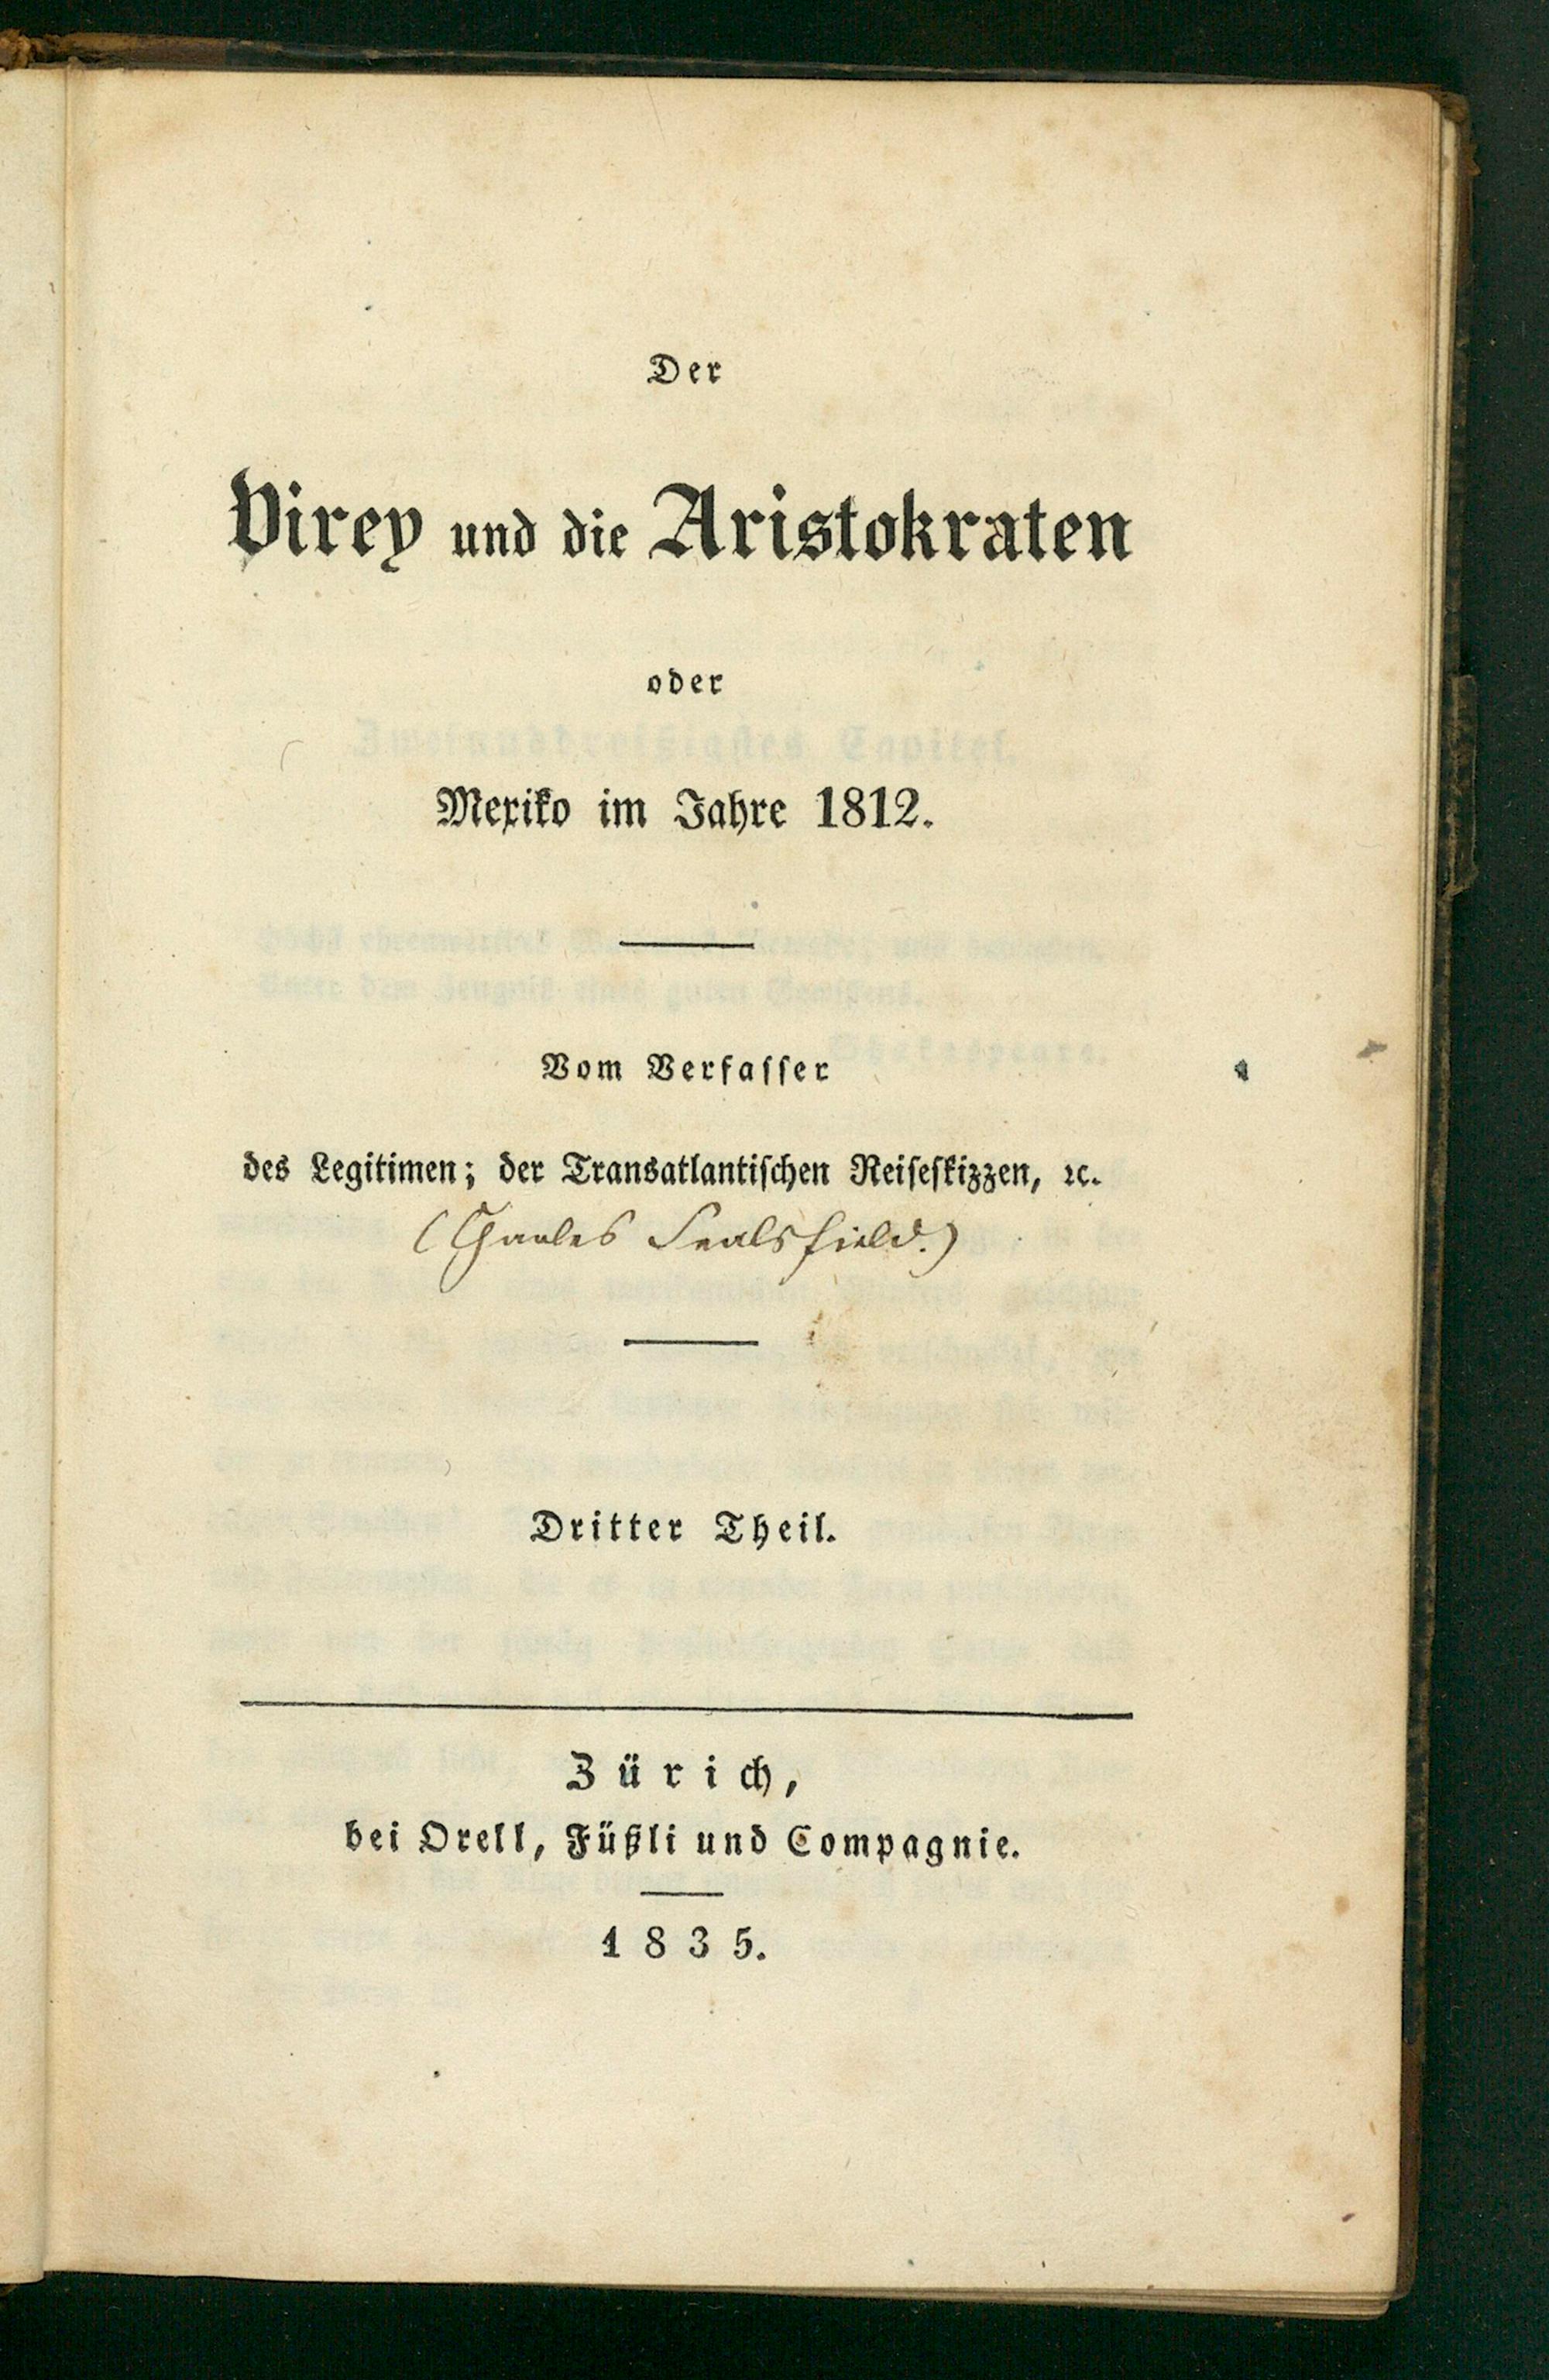 Der
Virey und die Aristokraten
oder
Mexiko im Jahre 1812.
Vom Verfasser
des Legitimen; der Transatlantischen Reiseskizzen, ꝛc.
(Charles Sealsfield.)
Dritter Theil.
Zürich,
bei Orell, Füßli und Compagnie.
1835.